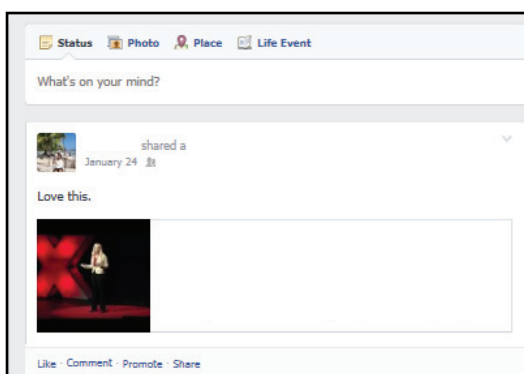 Status Photo Place Life Event
What's on your mind?
shared a
January 24
Love this.
Like · Comment · Promote · Share